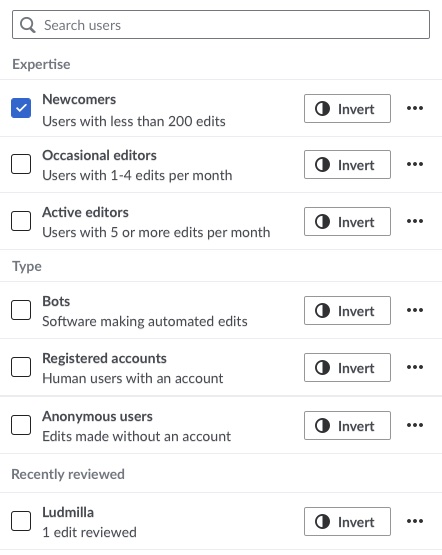 Search users
Expertise
Newcomers
Users with less than 200 edits
Invert
Occasional editors
Users with 1-4 edits per month
Invert
Active editors
Users with 5 or more edits per month
Invert
Type
Bots
Software making automated edits
Invert
Registered accounts
Human users with an account
Invert
Anonymous users
Edits made without an account
Invert
Recently reviewed
Ludmilla
1 edit reviewed
Invert